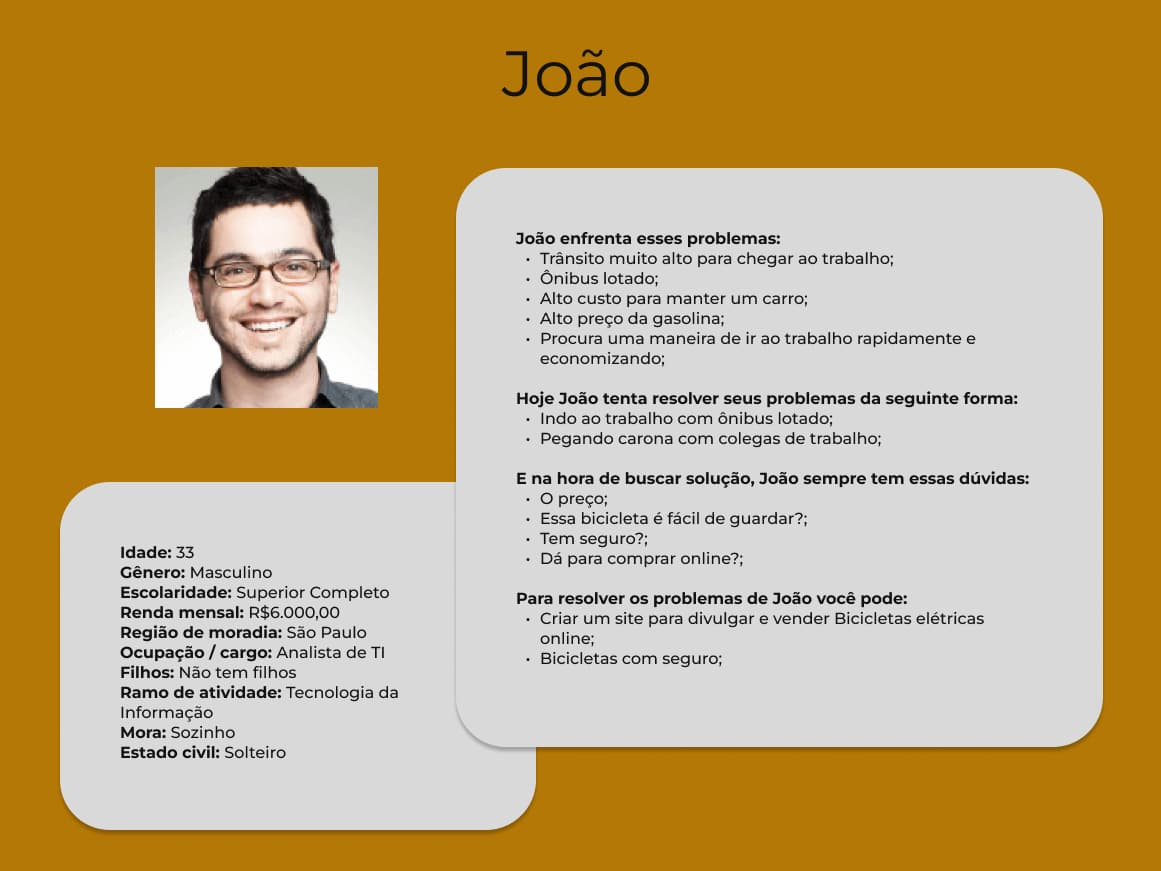 João
João enfrenta esses problemas:
• Trânsito muito alto para chegar ao trabalho;
• Ônibus lotado;
• Alto custo para manter um carro;
• Alto preço da gasolina;
• Procura uma maneira de ir ao trabalho rapidamente e
economizando;
Hoje João tenta resolver seus problemas da seguinte forma:
• Indo ao trabalho com ônibus lotado;
• Pegando carona com colegas de trabalho;
E na hora de buscar solução, João sempre tem essas dúvidas:
• O preço;
• Essa bicicleta é fácil de guardar?;
• Tem seguro?;
• Dá para comprar online?;
Para resolver os problemas de João você pode:
• Criar um site para divulgar e vender Bicicletas elétricas
online;
• Bicicletas com seguro;
Idade: 33
Gênero: Masculino
Escolaridade: Superior Completo
Renda mensal: R$6.000,00
Região de moradia: São Paulo
Ocupação / cargo: Analista de TI
Filhos: Não tem filhos
Ramo de atividade: Tecnologia da
Informação
Mora: Sozinho
Estado civil: Solteiro